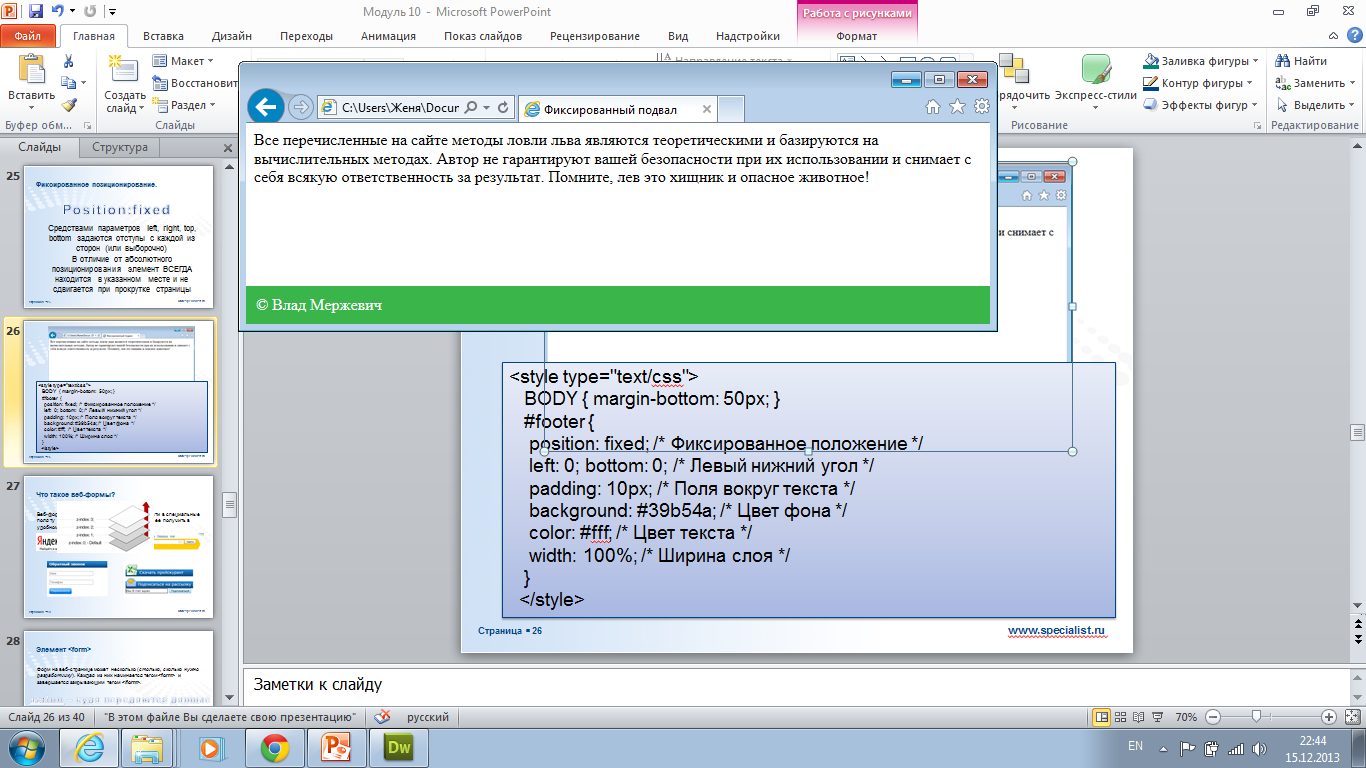 Модуль 10 - Microsoft PowerPoint
Работа с рисунками
Файл
Главная
Вставка
Дизайн
Переходы
Анимация
Показ слайдов
Рецензирование
Вид
Надстройки
Формат
Вставить
Буфер обм...
Создать слайд
Макет
Восстановит
Раздел
Слайды
Экспресс-стили
Заливка фигуры
Контур фигуры
Эффекты фигур
Рисование
Найти
Заменить
Выделить
Редактирование
C:\Users\Женя\Docur
Фиксированный подвал
Все перечисленные на сайте методы ловли льва являются теоретическими и базируются на
вычислительных методах. Автор не гарантируют вашей безопасности при их использовании и снимает с
себя всякую ответственность за результат. Помните, лев это хищник и опасное животное!
© Влад Мержевич
Слайды
Структура
25
Фиксированное позиционирование.
Position:fixed
Средствами параметров left, right, top,
bottom задаются отступы с каждой из
сторон (или выборочно)
В отличие от абсолютного
позиционирования элемент ВСЕГДА
находится в указанном месте и не
сдвигается при прокрутке страницы
26
27
Что такое веб-формы?
28
Элемент <form>
и снимает с
<style type="text/css">
BODY { margin-bottom: 50px; }
#footer {
position: fixed; /* Фиксированное положение */
left: 0; bottom: 0; /* Левый нижний угол */
padding: 10px; /* Поля вокруг текста */
background: #39b54a; /* Цвет фона */
color: #fff; /* Цвет текста */
width: 100%; /* Ширина слоя */
}
</style>
Страница ▪ 26
www.specialist.ru
Заметки к слайду
Слайд 26 из 40
"В этом файле Вы сделаете свою презентацию"
русский
70%
EN
22:44
15.12.2013